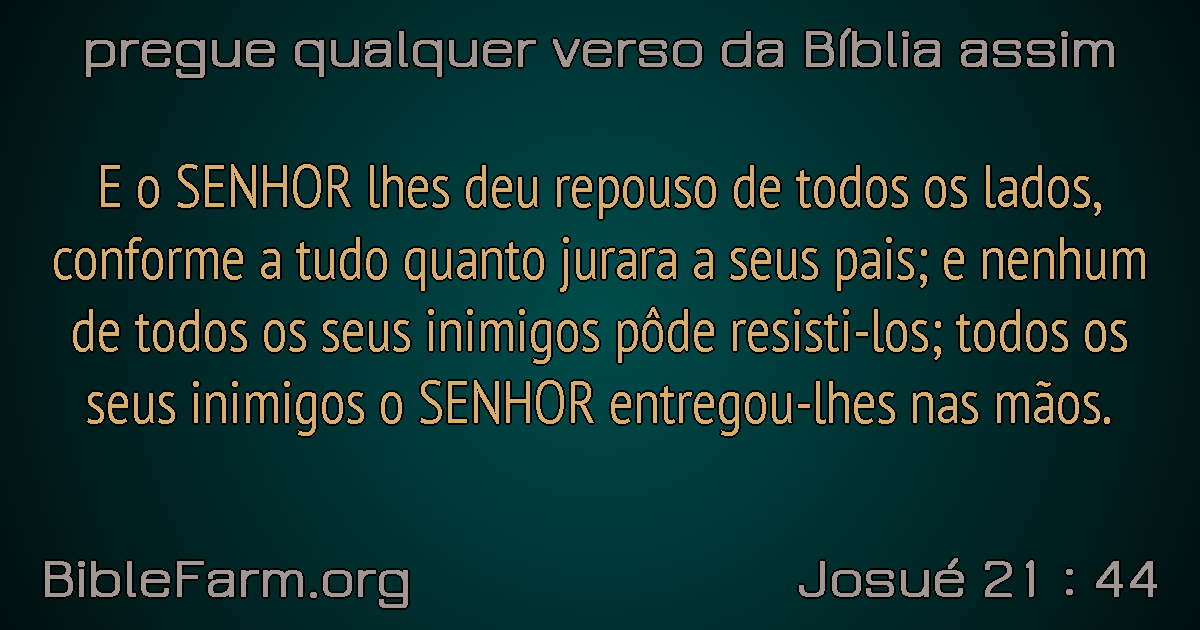 pregue qualquer verso da Bíblia assim
E o SENHOR lhes deu repouso de todos os lados,
conforme a tudo quanto jurara a seus pais; e nenhum
de todos os seus inimigos pôde resisti-los; todos os
seus inimigos o SENHOR entregou-lhes nas mãos.
BibleFarm.org
Josué 21 : 44